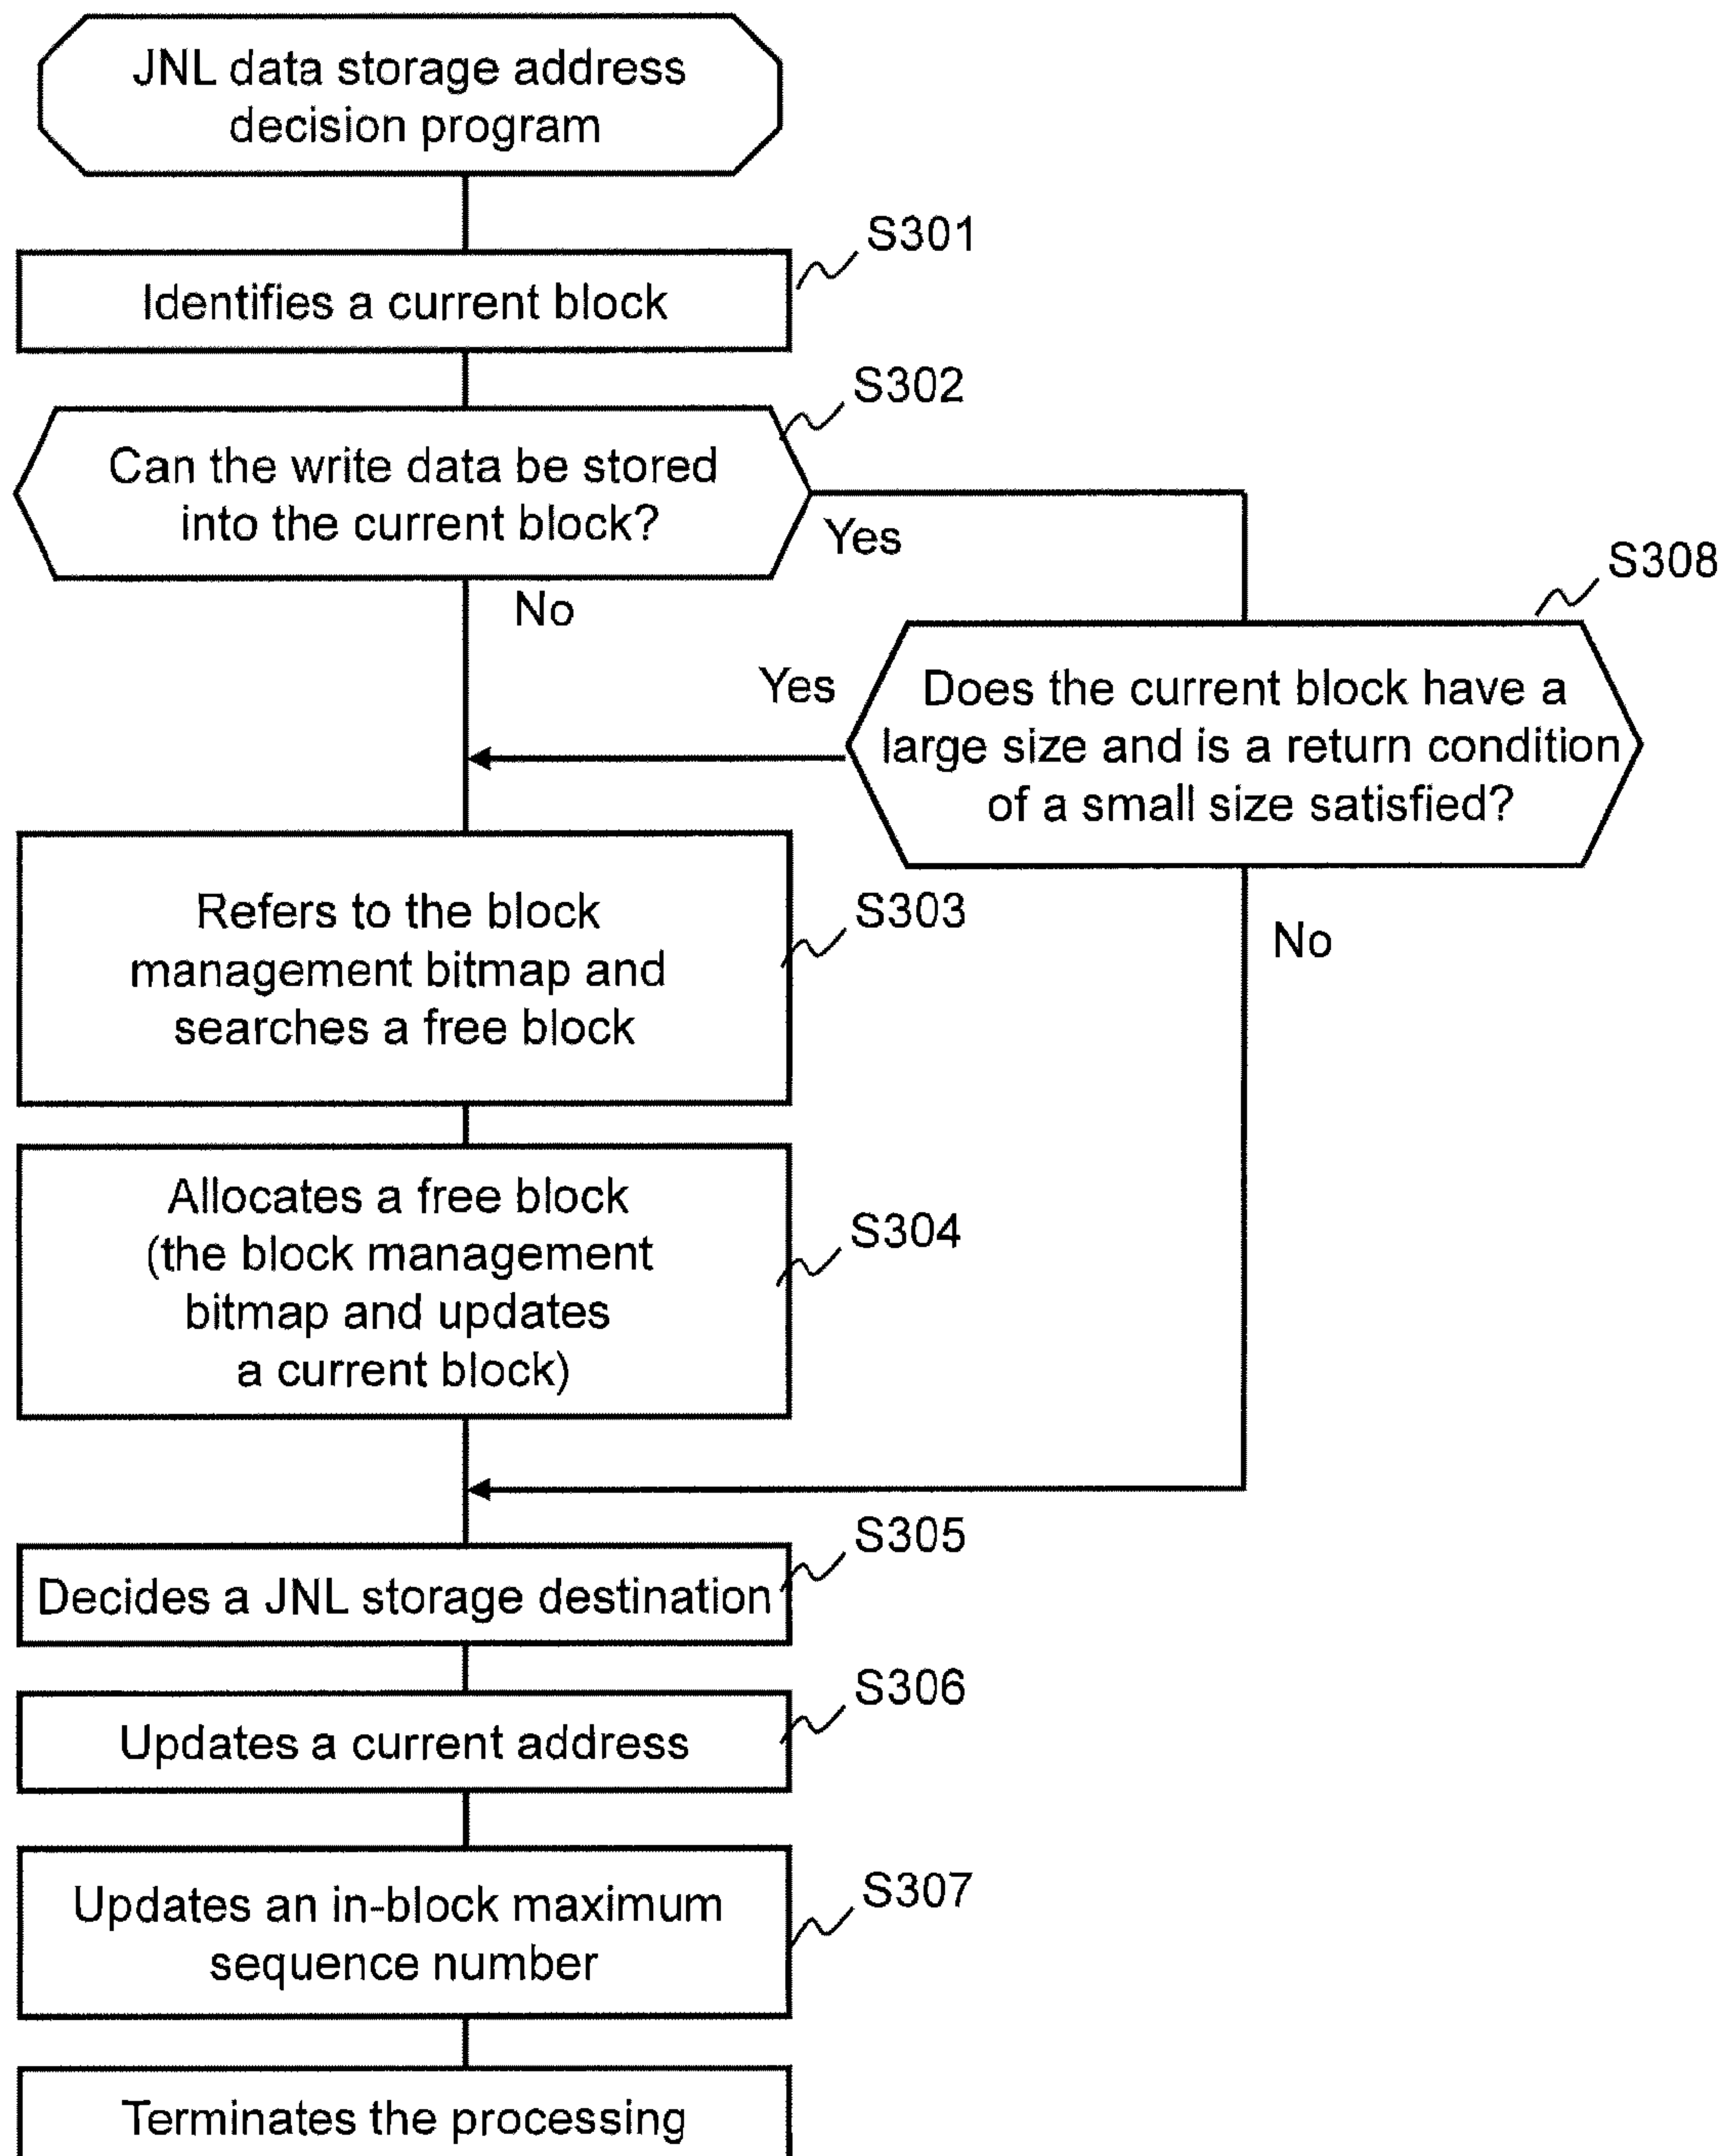 JNL data storage address
decision program
S301
Identifies a current block
S302
Can the write data be stored
into the current block?
Yes
No
S308
Yes
Does the current block have a
large size and is a return condition
of a small size satisfied?
No
S303
Refers to the block
management bitmap and
searches a free block
S304
Allocates a free block
(the block management
bitmap and updates
a current block)
S305
Decides a JNL storage destination
S306
Updates a current address
S307
Updates an in-block maximum
sequence number
Terminates the processing